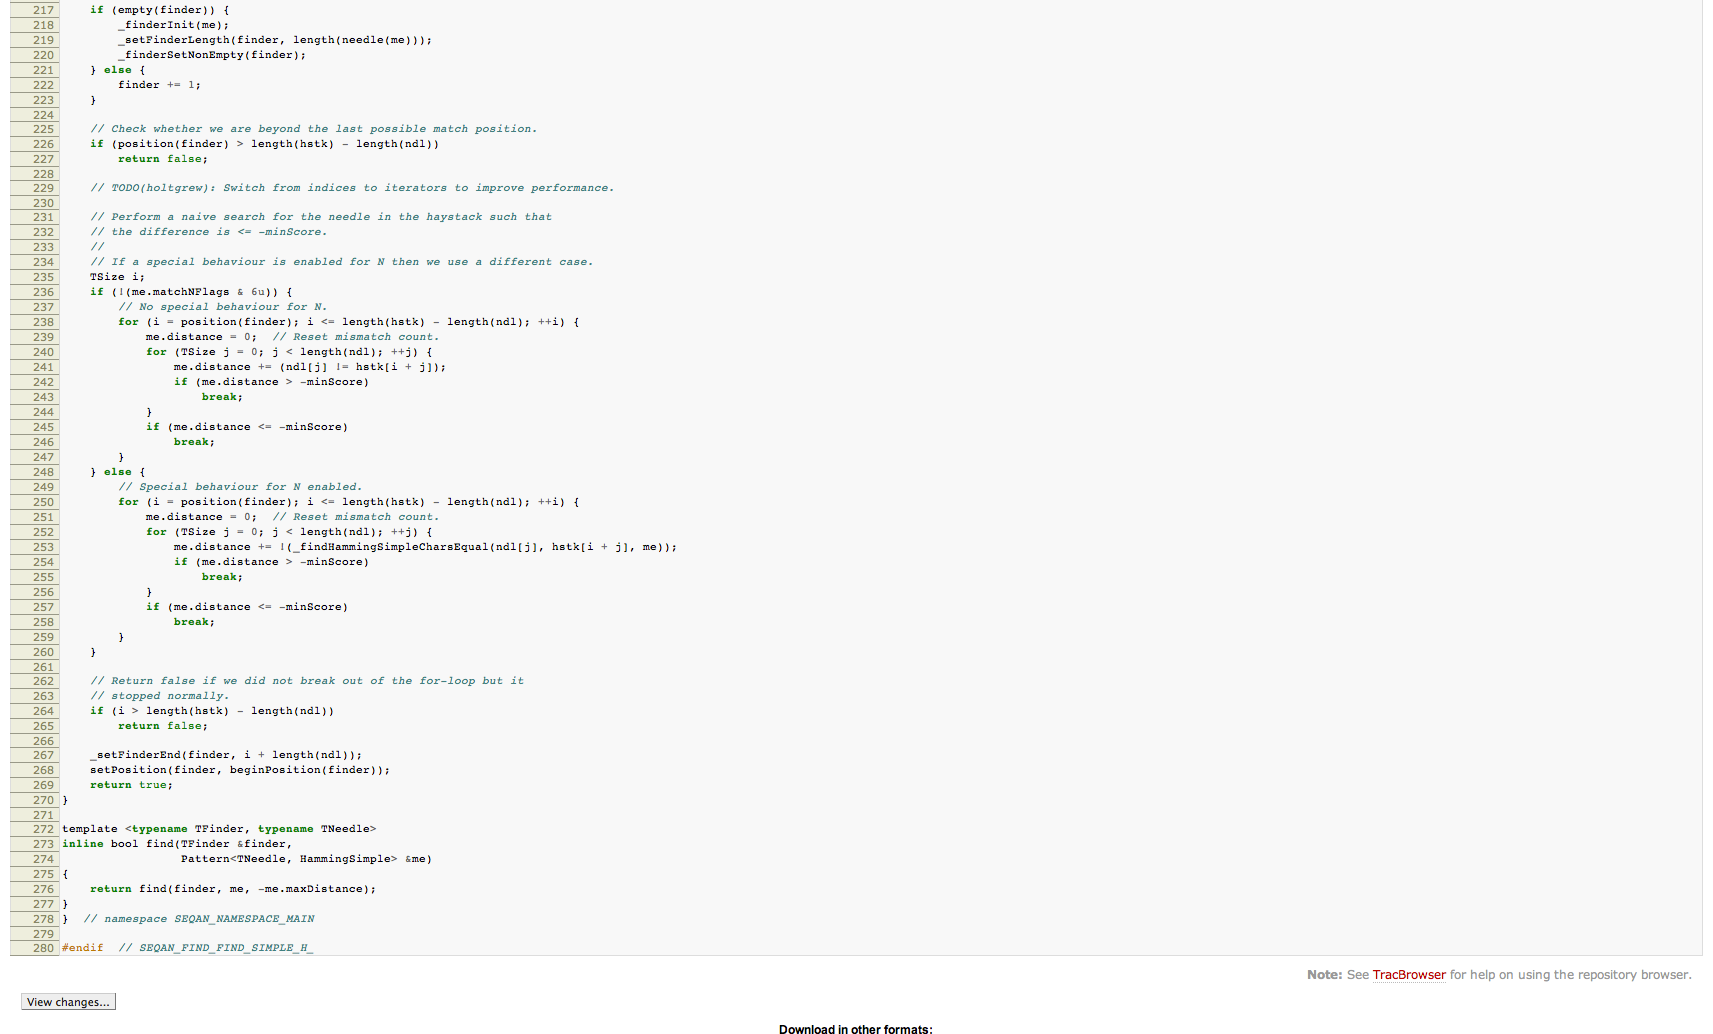 217 if (empty(finder)) {
218 _finderInit(me);
219 _setFinderLength(finder, length(needle(me)));
220 _finderSetNonEmpty(finder);
221 } else {
222 finder += 1;
223 }
224
225 // Check whether we are beyond the last possible match position.
226 if (position(finder) > length(hstk) - length(ndl))
227 return false;
228
229 // TODO(holtgrew): Switch from indices to iterators to improve performance.
230
231 // Perform a naive search for the needle in the haystack such that
232 // the difference is <= -minScore.
233 //
234 // If a special behaviour is enabled for N then we use a different case.
235 TSize i;
236 if (!(me.matchNFlags & 6u)) {
237 // No special behaviour for N.
238 for (i = position(finder); i <= length(hstk) - length(ndl); ++i) {
239 me.distance = 0; // Reset mismatch count.
240 for (TSize j = 0; j < length(ndl); ++j) {
241 me.distance += (ndl[j] != hstk[i + j]);
242 if (me.distance > -minScore)
243 break;
244 }
245 if (me.distance <= -minScore)
246 break;
247 }
248 } else {
249 // Special behaviour for N enabled.
250 for (i = position(finder); i <= length(hstk) - length(ndl); ++i) {
251 me.distance = 0; // Reset mismatch count.
252 for (TSize j = 0; j < length(ndl); ++j) {
253 me.distance += !(_findHammingSimpleCharsEqual(ndl[j], hstk[i + j], me));
254 if (me.distance > -minScore)
255 break;
256 }
257 if (me.distance <= -minScore)
258 break;
259 }
260 }
261
262 // Return false if we did not break out of the for-loop but it
263 // stopped normally.
264 if (i > length(hstk) - length(ndl))
265 return false;
266
267 _setFinderEnd(finder, i + length(ndl));
268 setPosition(finder, beginPosition(finder));
269 return true;
270 }
271
272 template <typename TFinder, typename TNeedle>
273 inline bool find(TFinder &finder,
274 Pattern<TNeedle, HammingSimple> &me)
275 {
276 return find(finder, me, -me.maxDistance);
277 }
278 } // namespace SEQAN_NAMESPACE_MAIN
279
280 #endif // SEQAN_FIND_FIND_SIMPLE_H_
Note: See TracBrowser for help on using the repository browser.
View changes...
Download in other formats: